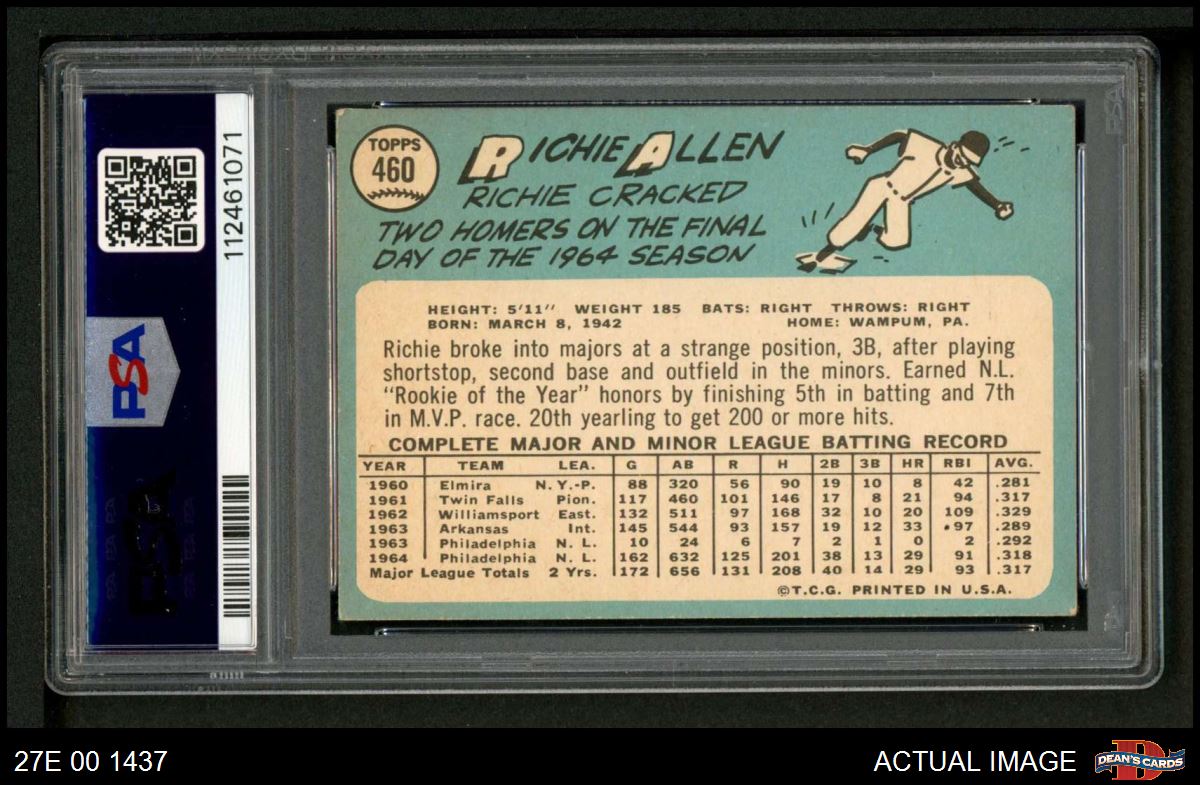 TOPPS
460
RICHIE ALLEN
RICHIE CRACKED
TWO HOMERS ON THE FINAL
DAY OF THE 1964 SEASON
HEIGHT: 5'11" WEIGHT 185 BATS: RIGHT THROWS: RIGHT
BORN: MARCH 8, 1942 HOME: WAMPUM, PA.
Richie broke into majors at a strange position, 3B, after playing
shortstop, second base and outfield in the minors. Earned N.L.
"Rookie of the Year" honors by finishing 5th in batting and 7th
in M.V.P. race. 20th yearling to get 200 or more hits.
COMPLETE MAJOR AND MINOR LEAGUE BATTING RECORD
YEAR TEAM LEA. G AB R H 2B 3B HR RBI AVG.
1960 Elmira N.Y.-P. 88 320 56 90 19 10 8 42 .281
1961 Twin Falls Pion. 117 460 101 146 17 8 21 94 .317
1962 Williamsport East. 132 511 97 168 32 10 20 109 .329
1963 Arkansas Int. 145 544 93 157 19 12 33 97 .289
1963 Philadelphia N. L. 10 24 6 7 2 1 0 2 .292
1964 Philadelphia N. L. 162 632 125 201 38 13 29 91 .318
Major League Totals 2 Yrs. 172 656 131 208 40 14 29 93 .317
©T.C.G. PRINTED IN U.S.A.
112461071
PSA
PSA
27E 00 1437
ACTUAL IMAGE
DEAN'S CARDS